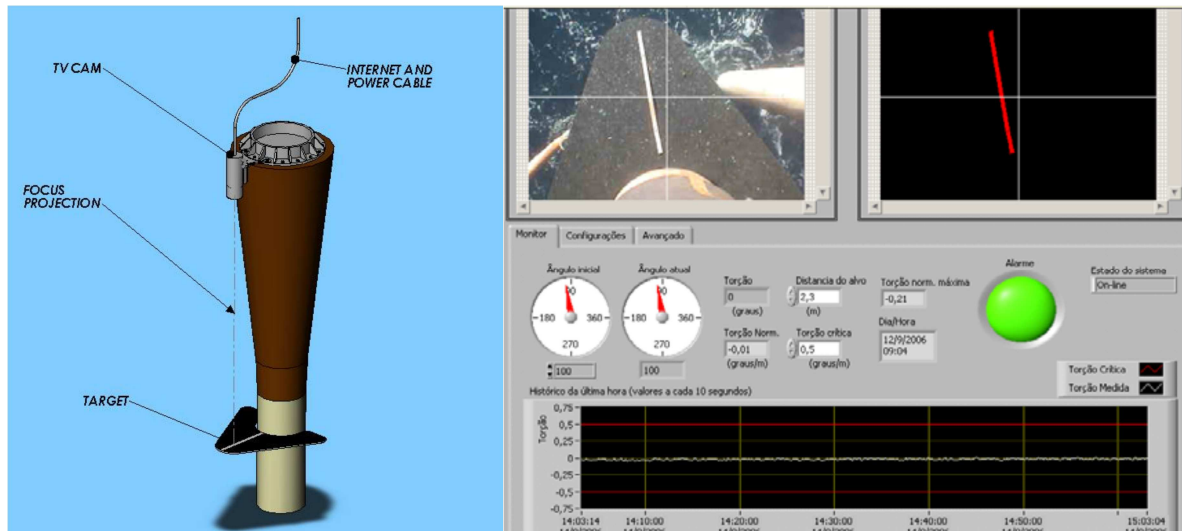 TV CAM
INTERNET AND
POWER CABLE
FOCUS
PROJECTION
TARGET
Monitor
Configurações
Avançado
Ângulo inicial
Ângulo atual
90
180
360
270
100
90
180
360
270
100
Torção
0
(graus)
Distancia do alvo
2,3
(m)
Torção Norm.
-0,01
(graus/m)
Torção crítica
0,5
(graus/m)
Torção norm. máxima
-0,21
Dia/Hora
12/9/2006
09:04
Alarme
Estado do sistema
On-line
Torção Crítica
Torção Medida
Histórico da última hora (valores a cada 10 segundos)
Torção
0,75
0,5
0,25
0
-0,25
-0,5
-0,75
14:03:14
14:10:00
14:20:00
14:30:00
14:40:00
14:50:00
15:03:04